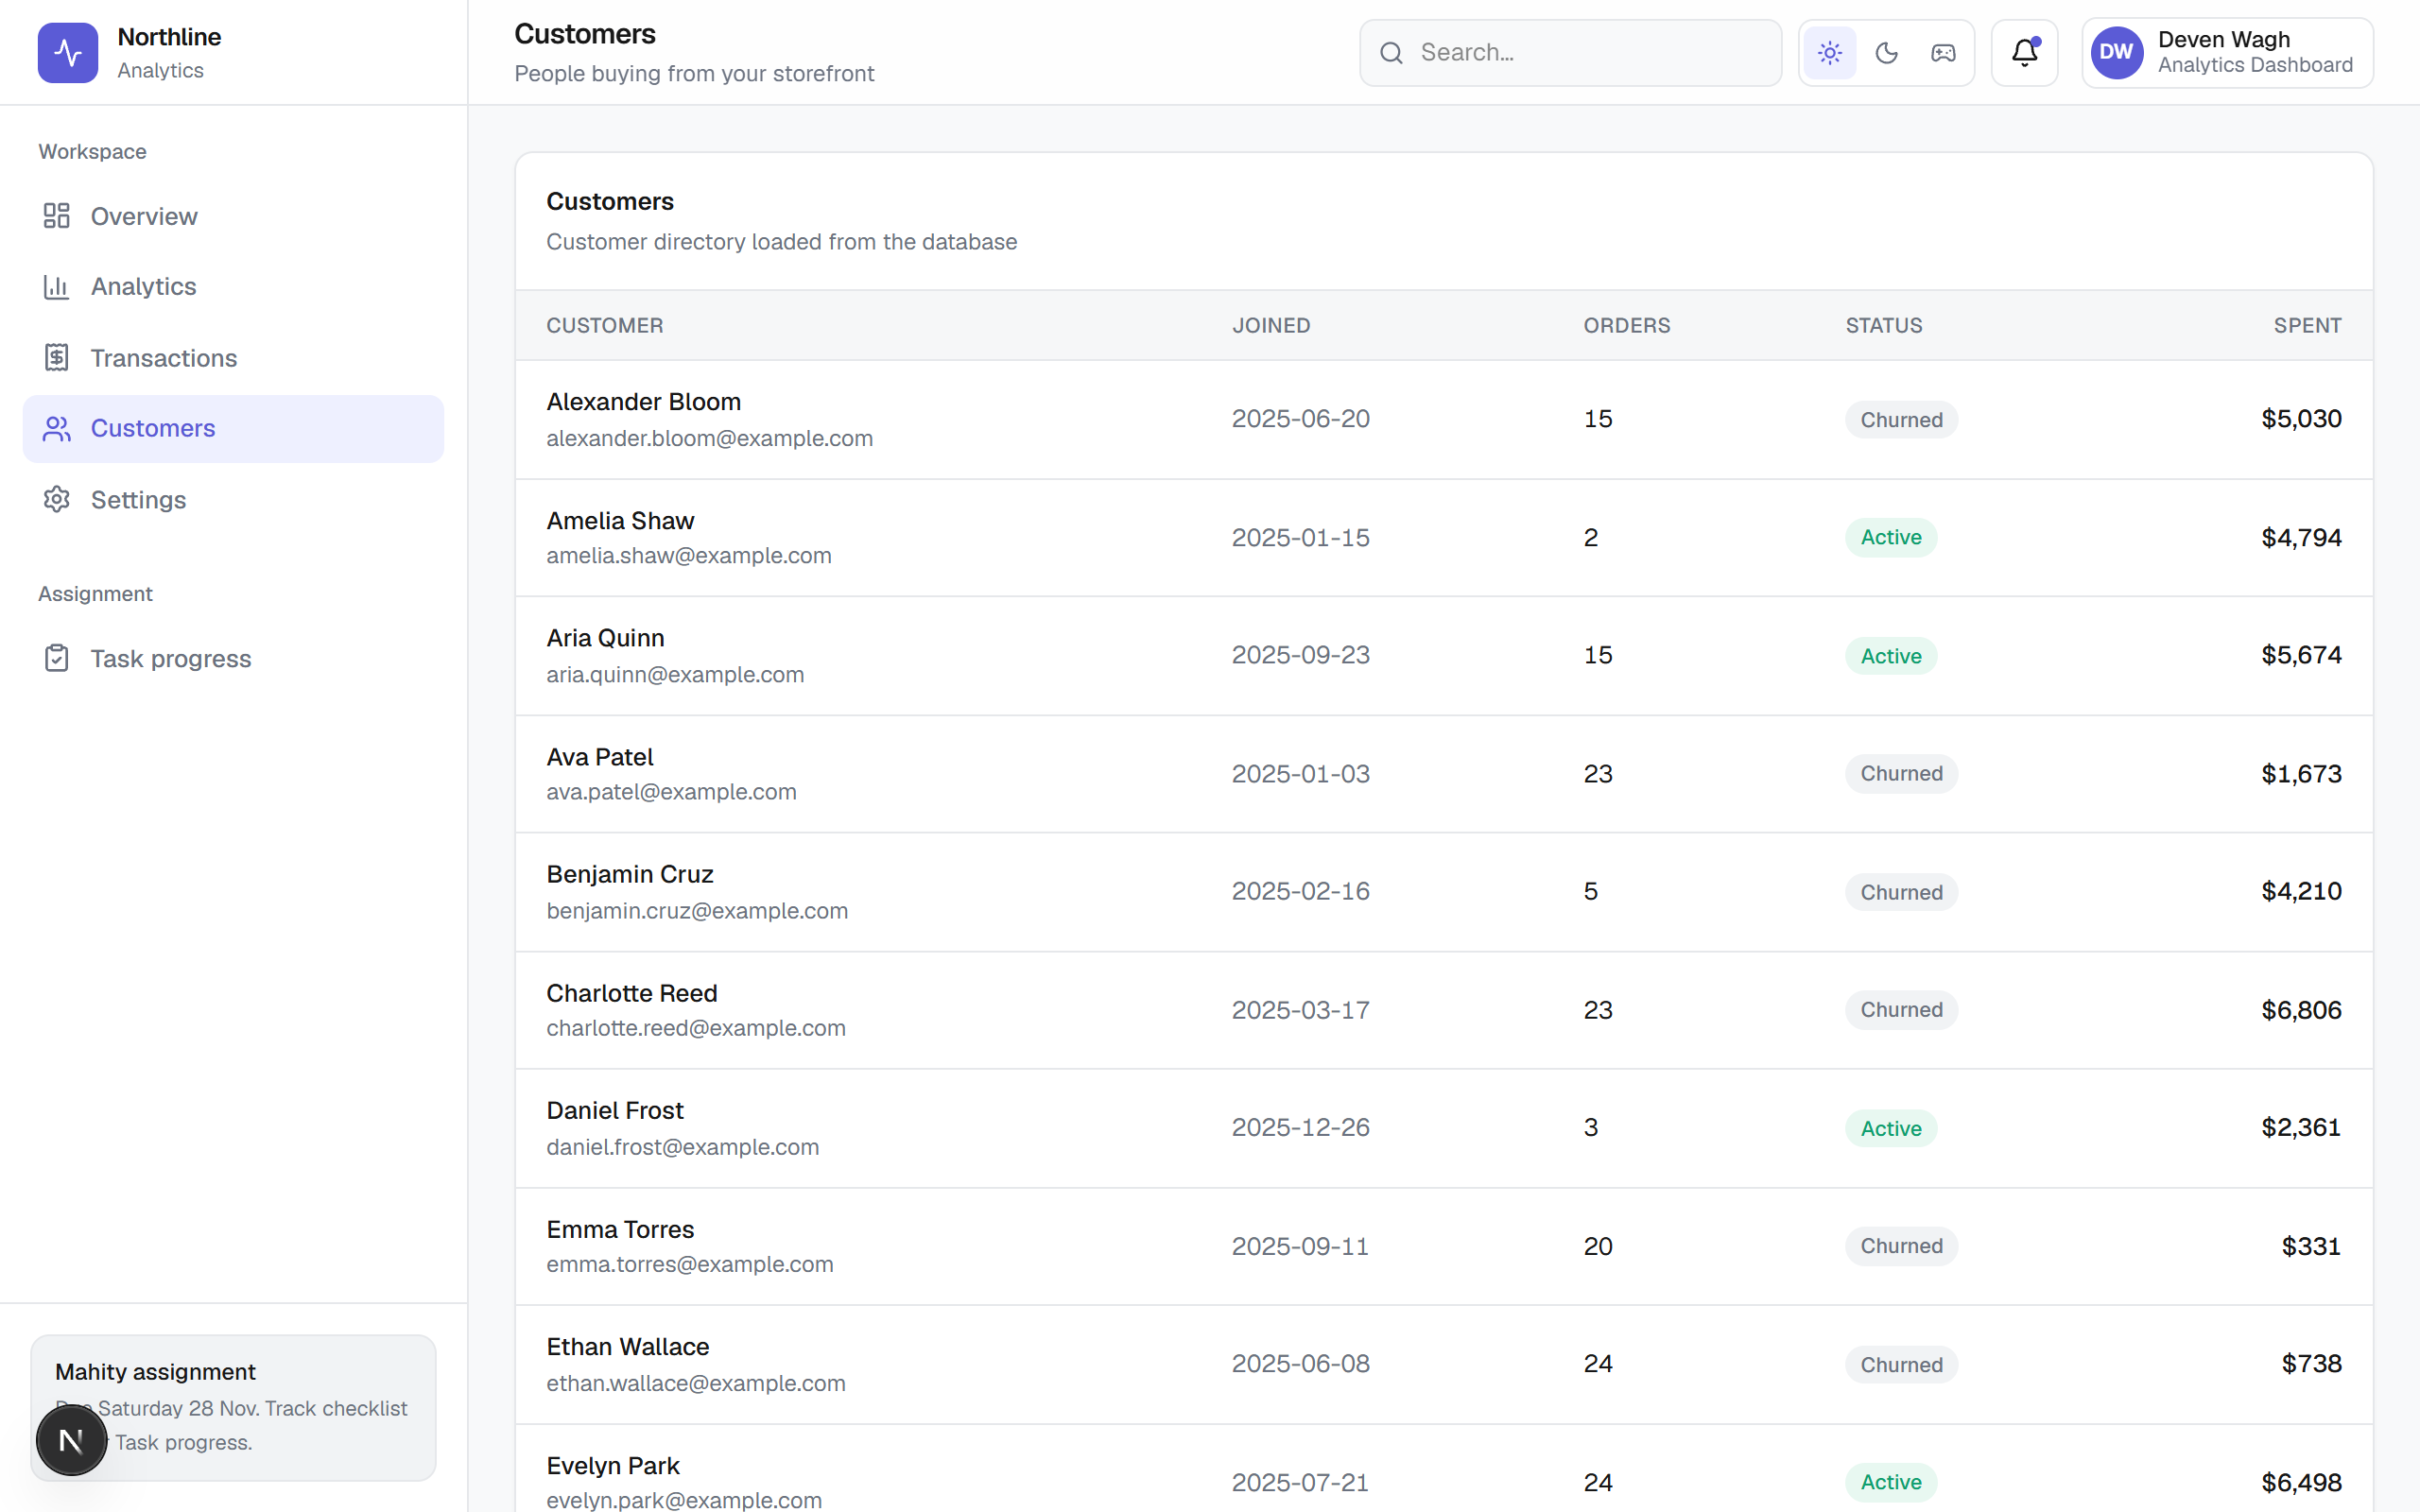 Northline
Analytics
Customers
People buying from your storefront
Search...
DW
Deven Wagh
Analytics Dashboard
Workspace
Overview
Analytics
Transactions
Customers
Settings
Assignment
Task progress
Mahity assignment
Saturday 28 Nov. Track checklist
Task progress.
N
Customers
Customer directory loaded from the database
CUSTOMER JOINED ORDERS STATUS SPENT
Alexander Bloom
alexander.bloom@example.com
2025-06-20 15 Churned $5,030
Amelia Shaw
amelia.shaw@example.com
2025-01-15 2 Active $4,794
Aria Quinn
aria.quinn@example.com
2025-09-23 15 Active $5,674
Ava Patel
ava.patel@example.com
2025-01-03 23 Churned $1,673
Benjamin Cruz
benjamin.cruz@example.com
2025-02-16 5 Churned $4,210
Charlotte Reed
charlotte.reed@example.com
2025-03-17 23 Churned $6,806
Daniel Frost
daniel.frost@example.com
2025-12-26 3 Active $2,361
Emma Torres
emma.torres@example.com
2025-09-11 20 Churned $331
Ethan Wallace
ethan.wallace@example.com
2025-06-08 24 Churned $738
Evelyn Park
evelyn.park@example.com
2025-07-21 24 Active $6,498